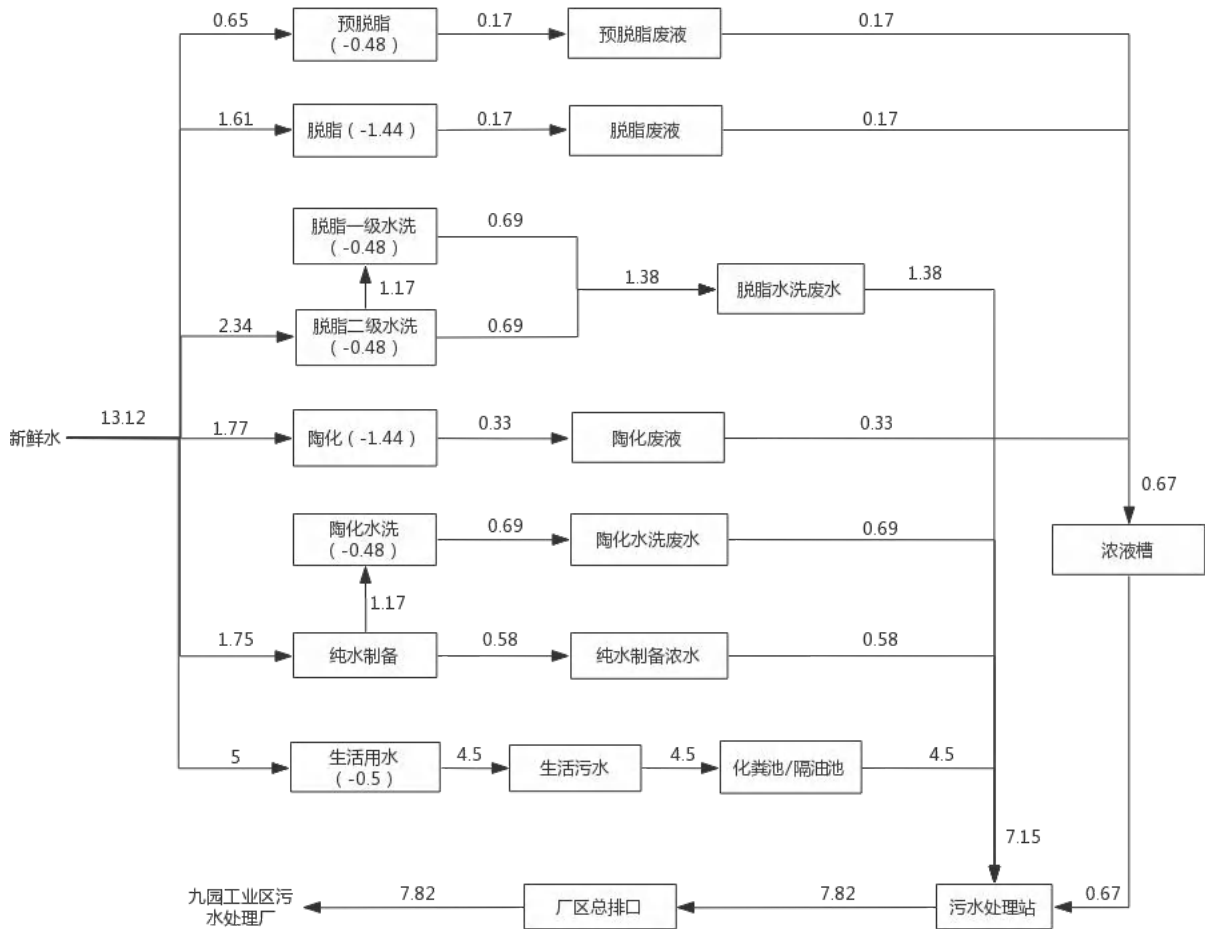 0.65
预脱脂
（-0.48）
0.17
预脱脂废液
0.17
1.61
脱脂（-1.44）
0.17
脱脂废液
0.17
脱脂一级水洗
（-0.48）
0.69
1.17
1.38
脱脂水洗废水
1.38
2.34
脱脂二级水洗
（-0.48）
0.69
新鲜水
13.12
1.77
陶化（-1.44）
0.33
陶化废液
0.33
0.67
浓液槽
陶化水洗
（-0.48）
0.69
陶化水洗废水
0.69
1.17
1.75
纯水制备
0.58
纯水制备浓水
0.58
5
生活用水
（-0.5）
4.5
生活污水
4.5
化粪池/隔油池
4.5
7.15
九园工业区污
水处理厂
7.82
厂区总排口
7.82
污水处理站
0.67